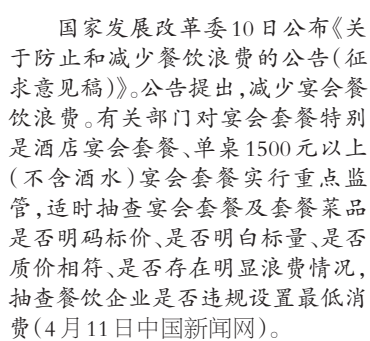 国家发展改革委10日公布《关
于防止和减少餐饮浪费的公告(征
求意见稿)》。公告提出,减少宴会餐
饮浪费。有关部门对宴会套餐特别
是酒店宴会套餐、单桌1500元以上
(不含酒水)宴会套餐实行重点监
管,适时抽查宴会套餐及套餐菜品
是否明码标价、是否明白标量、是否
质价相符、是否存在明显浪费情况,
抽查餐饮企业是否违规设置最低消
费(4月11日中国新闻网)。